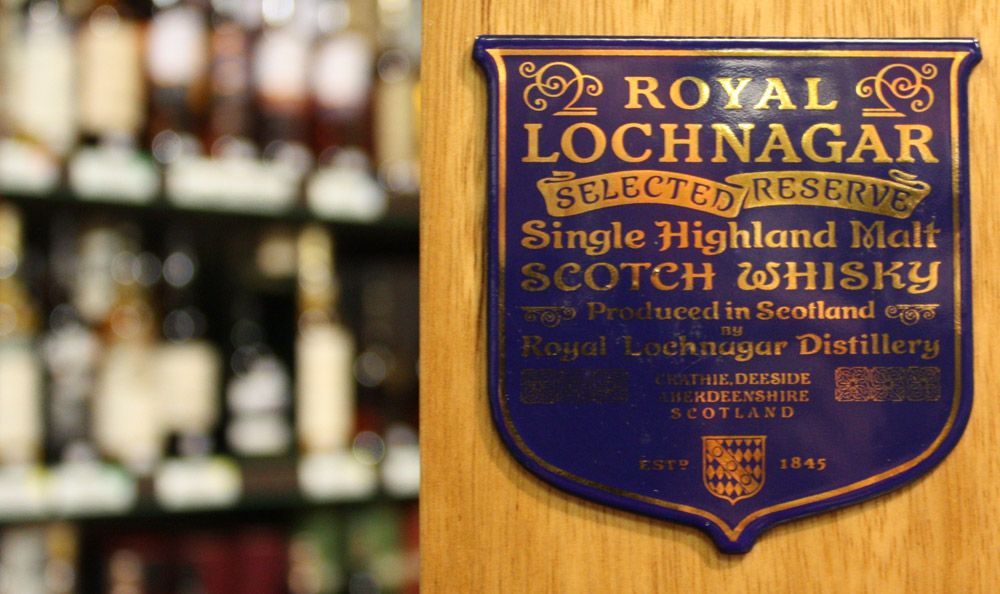 ROYAL
LOCHNAGAR
SELECTED RESERVE
Single Highland Malt
SCOTCH WHISKY
Produced in Scotland
BY
Royal Lochnagar Distillery
CRATHIE, DEESIDE
ABERDEENSHIRE
SCOTLAND
ESTD 1845